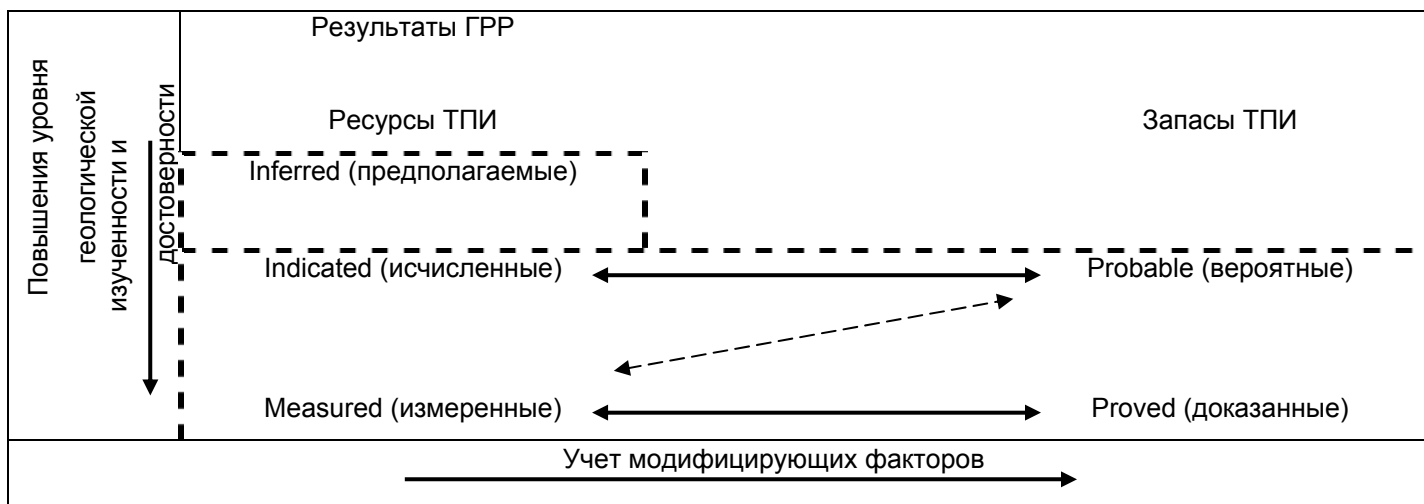 Повышения уровня
геологической
изученности и
достоверности
Результаты ГРР
Ресурсы ТПИ
Запасы ТПИ
Inferred (предполагаемые)
Indicated (исчисленные)
Probable (вероятные)
Measured (измеренные)
Proved (доказанные)
Учет модифицирующих факторов